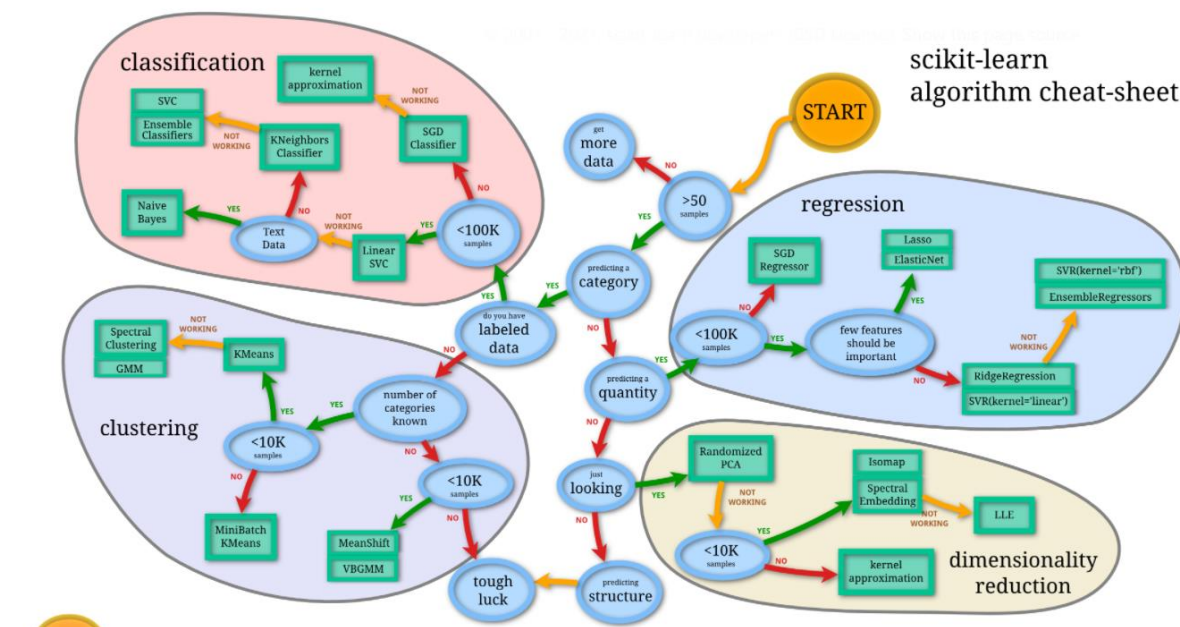 scikit-learn
algorithm cheat-sheet
START
classification
kernel
approximation
NOT
WORKING
SVC
Ensemble
Classifiers
NOT
WORKING
KNeighbors
Classifier
SGD
Classifier
NO
Naive
Bayes
YES
Text
Data
NO
NOT
WORKING
Linear
SVC
YES
<100K
samples
YES
get
more
data
NO
>50
samples
YES
predicting a
category
YES
do you have
labeled
data
NO
NO
predicting a
quantity
YES
NO
just
looking
YES
NO
predicting
structure
tough
luck
regression
SGD
Regressor
NO
<100K
samples
YES
Lasso
ElasticNet
YES
few features
should be
important
NO
SVR(kernel='rbf')
EnsembleRegressors
NOT
WORKING
RidgeRegression
SVR(kernel='linear')
clustering
Spectral
Clustering
GMM
NOT
WORKING
KMeans
YES
<10K
samples
NO
MiniBatch
KMeans
YES
number of
categories
known
NO
<10K
samples
YES
NO
MeanShift
VBGMM
dimensionality
reduction
Randomized
PCA
NOT
WORKING
<10K
samples
YES
NO
Isomap
Spectral
Embedding
NOT
WORKING
LLE
kernel
approximation